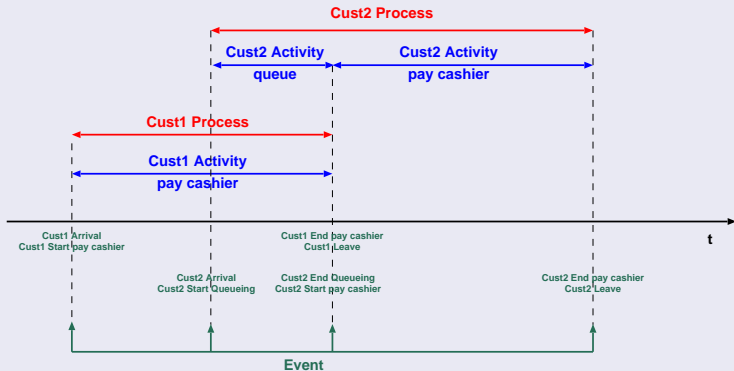 Cust2 Process
Cust2 Activity
queue
Cust2 Activity
pay cashier
Cust1 Process
Cust1 Activity
pay cashier
t
Cust1 Arrival
Cust1 Start pay cashier
Cust1 End pay cashier
Cust1 Leave
Cust2 Arrival
Cust2 Start Queueing
Cust2 End Queueing
Cust2 Start pay cashier
Cust2 End pay cashier
Cust2 Leave
Event